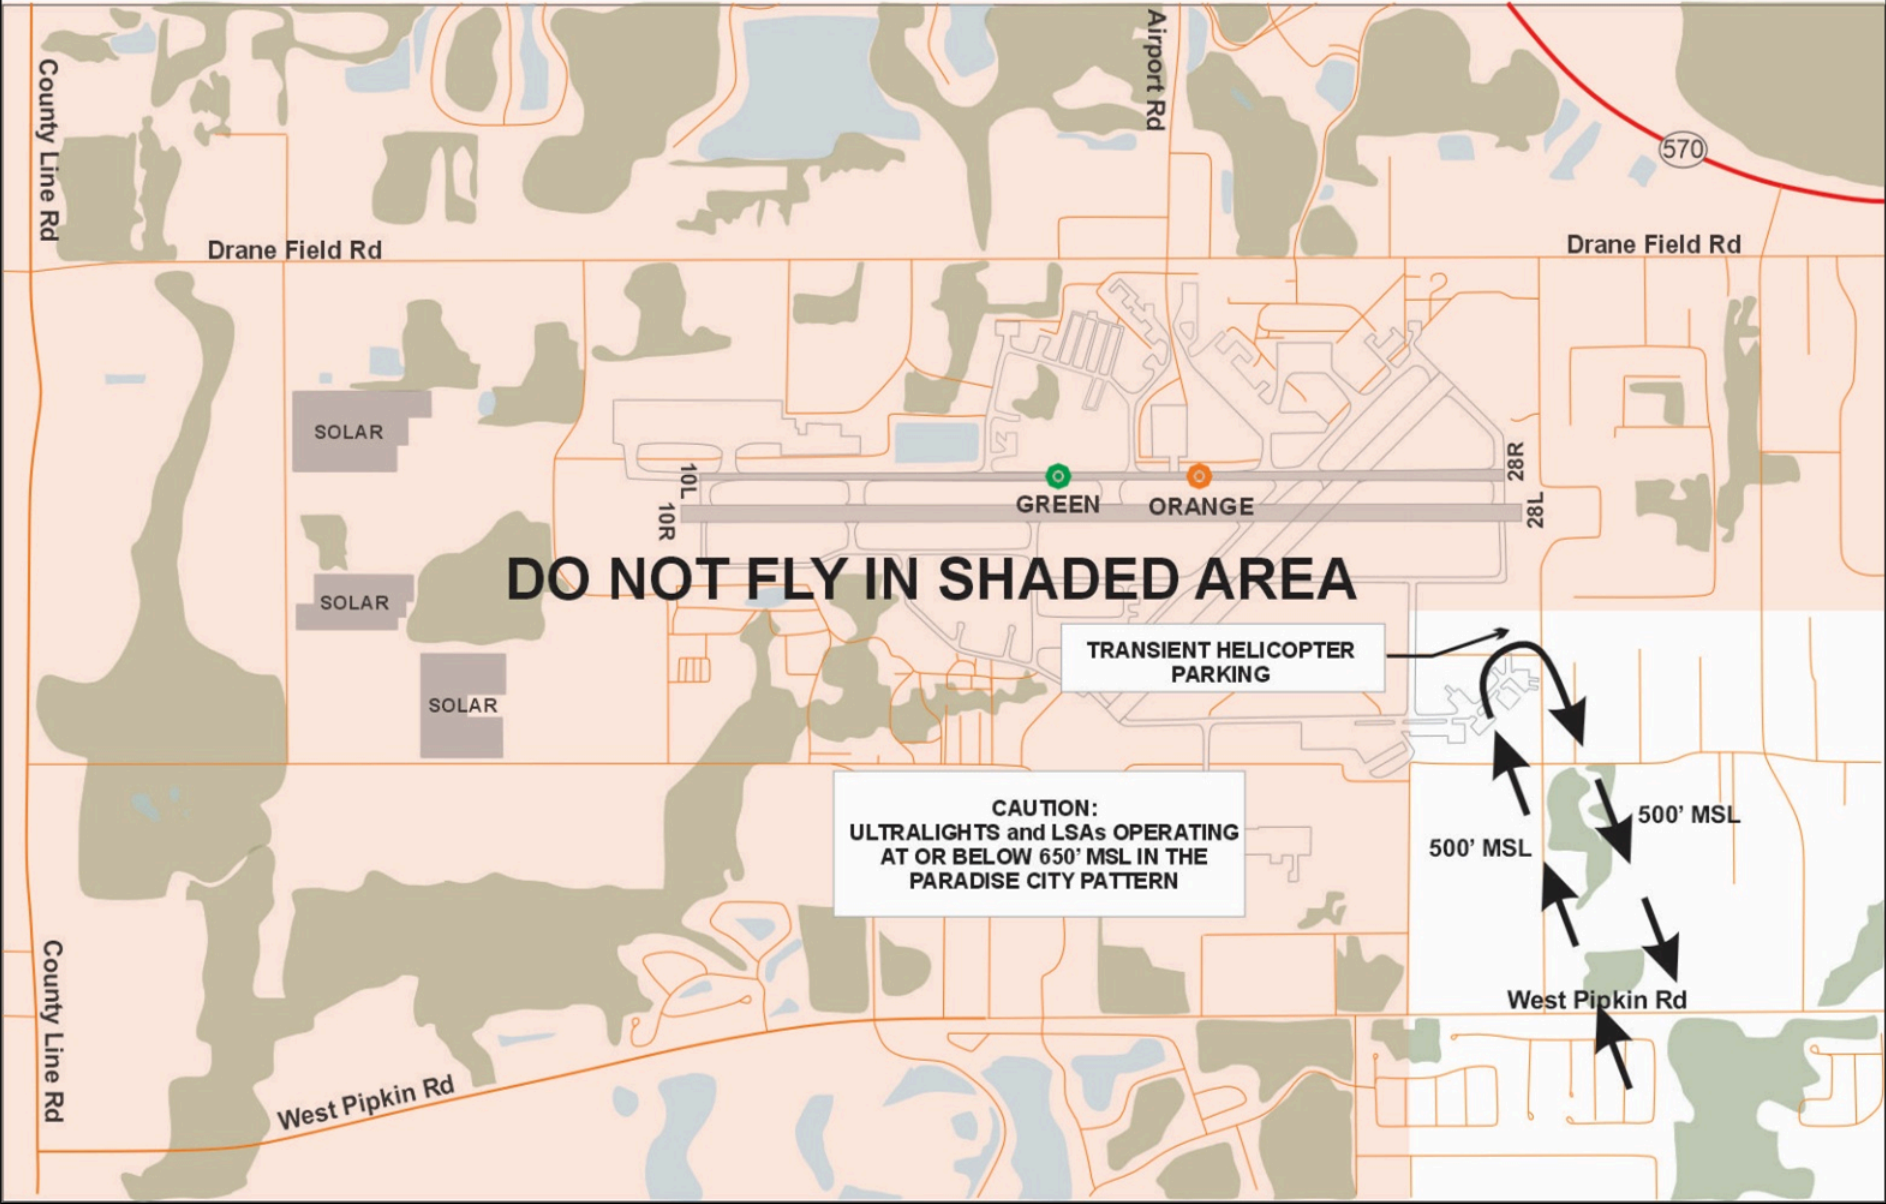 Airport Rd
County Line Rd
570
Drane Field Rd
Drane Field Rd
SOLAR
10L
28R
GREEN
ORANGE
10R
28L
DO NOT FLY IN SHADED AREA
SOLAR
TRANSIENT HELICOPTER
PARKING
SOLAR
CAUTION:
ULTRALIGHTS and LSAs OPERATING
AT OR BELOW 650’ MSL IN THE
PARADISE CITY PATTERN
500’ MSL
500’ MSL
County Line Rd
West Pipkin Rd
West Pipkin Rd